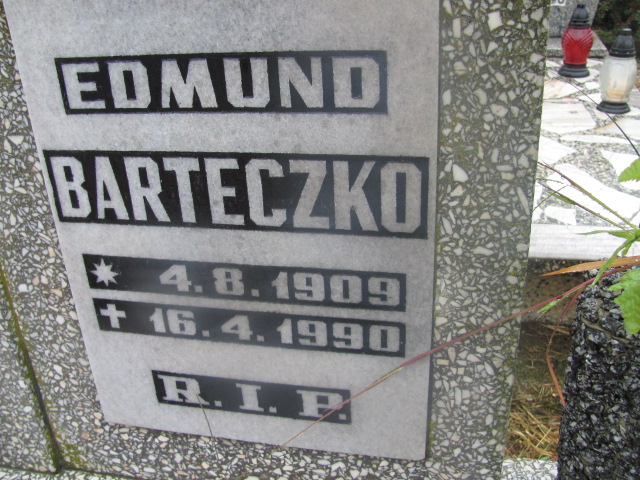 EDMUND
BARTECZKO
* 4.8.1909
✝ 16.4.1990
R.I.P.